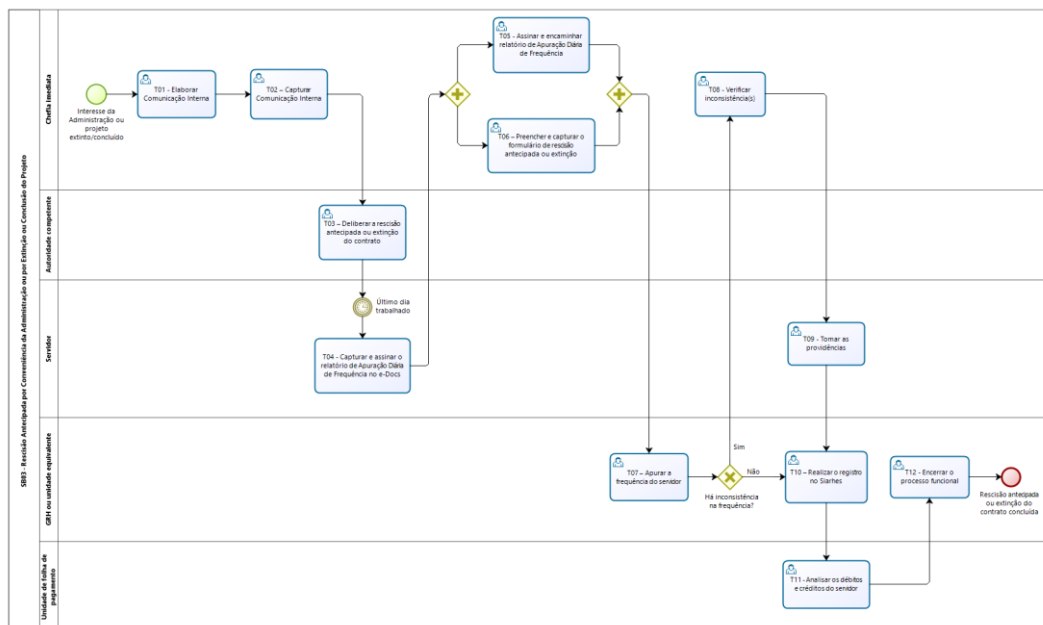 SB03 - Rescisão Antecipada por Conveniência da Administração ou por Extinção ou Conclusão do Projeto
Chefia Imediata
Interesse da
Administração ou
projeto
extinto/concluído
T01 - Elaborar
Comunicação Interna
T02 – Capturar
Comunicação Interna
T05 - Assinar e encaminhar
relatório de Apuração Diária
de Frequência
T06 – Preencher e capturar o
formulário de rescisão
antecipada ou extinção
T08 - Verificar
inconsistência(s)
Autoridade competente
T03 – Deliberar a rescisão
antecipada ou extinção
do contrato
Servidor
Último dia
trabalhado
T04 - Capturar e assinar o
relatório de Apuração Diária
de Frequência no e-Docs
T09 - Tomar as
providências
GRH ou unidade equivalente
T07 – Apurar a
frequência do servidor
Sim
Não
Há inconsistência
na frequência?
T10 – Realizar o registro
no Siarhes
T12 - Encerrar o
processo funcional
Rescisão antecipada
ou extinção do
contrato concluída
Unidade de folha de
pagamento
T11 - Analisar os débitos
e créditos do servidor